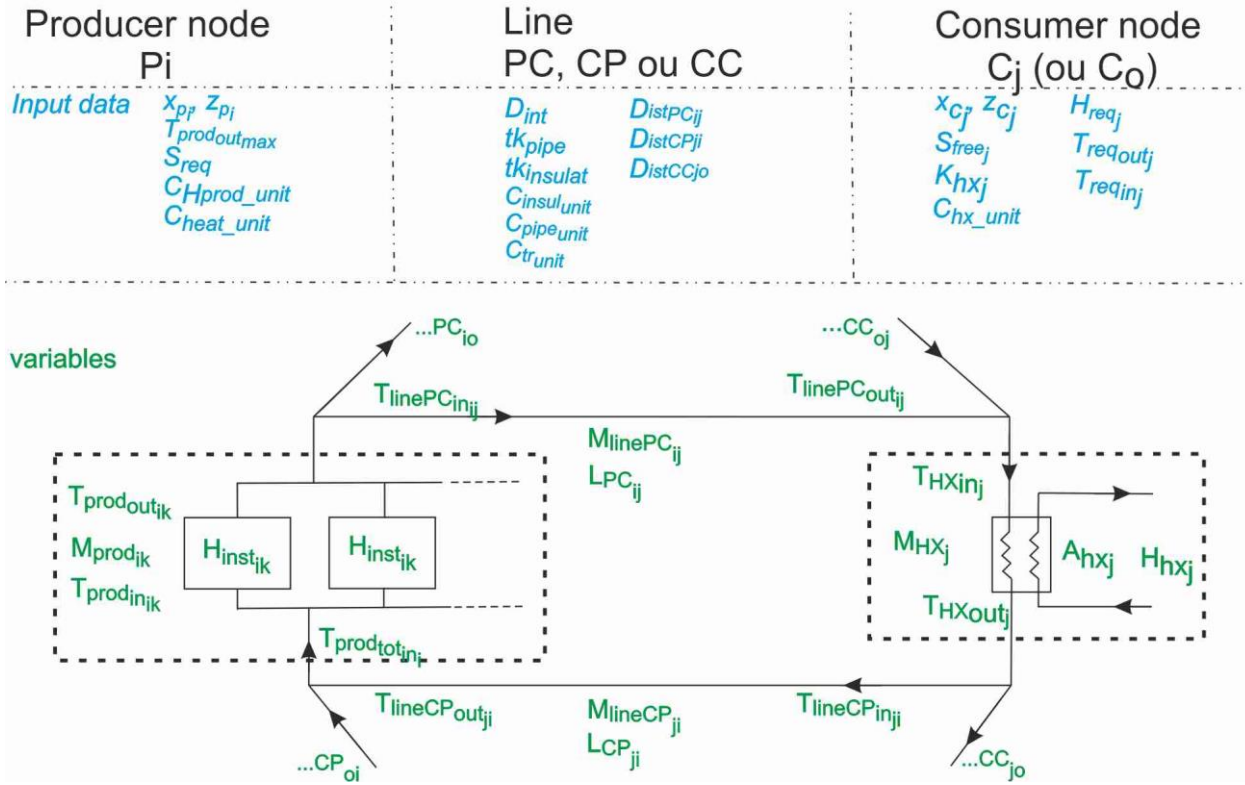 Producer node
Pi
Line
PC, CP ou CC
Consumer node
Cj (ou Co)
Input data
xpi, zpi
Tprodoutmax
Sreq
CHprod_unit
Cheat_unit
Dint
tkpipe
tkinsulat
Cinsulunit
Cpipeunit
Ctrunit
DistPCij
DistCPji
DistCCjo
xCj, zCj
Sfreej
Khxj
Chx_unit
Hreqj
Treqoutj
Treqinj
variables
...PCio
...CCoj
TlinePCinij
TlinePCoutij
MlinePCij
LPCij
Tprodoutik
Mprodik
Tprodinik
Hinstik
Hinstik
THXinj
MHXj
Ahxj
Hhxj
THXoutj
Tprodtotini
TlineCPoutji
MlineCPji
LCPji
TlineCPinji
...CPoi
...CCjo